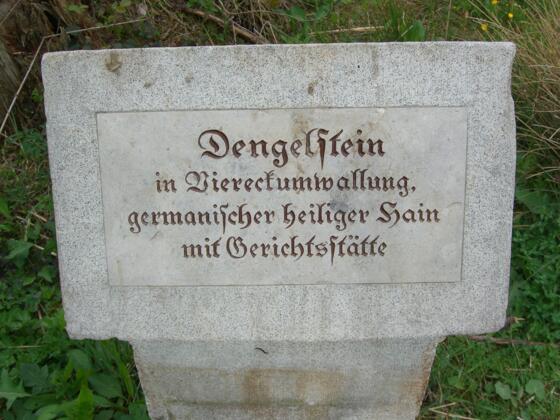 Dengelſtein
in Viereckumwallung,
germaniſcher heiliger Hain
mit Gerichtsſtätte